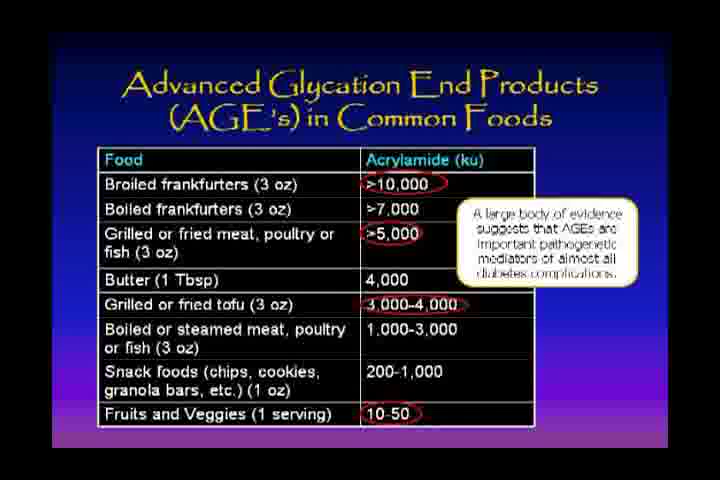 Advanced Glycation End Products
(AGE's) in Common Foods
Food Acrylamide (ku)
Broiled frankfurters (3 oz) >10,000
Boiled frankfurters (3 oz) >7,000
Grilled or fried meat, poultry or >5,000
fish (3 oz)
Butter (1 Tbsp) 4,000
Grilled or fried tofu (3 oz) 3,000-4,000
Boiled or steamed meat, poultry 1,000-3,000
or fish (3 oz)
Snack foods (chips, cookies, 200-1,000
granola bars, etc.) (1 oz)
Fruits and Veggies (1 serving) 10-50
A large body of evidence
suggests that AGEs are
important pathogenetic
mediators of almost all
diabetes complications.